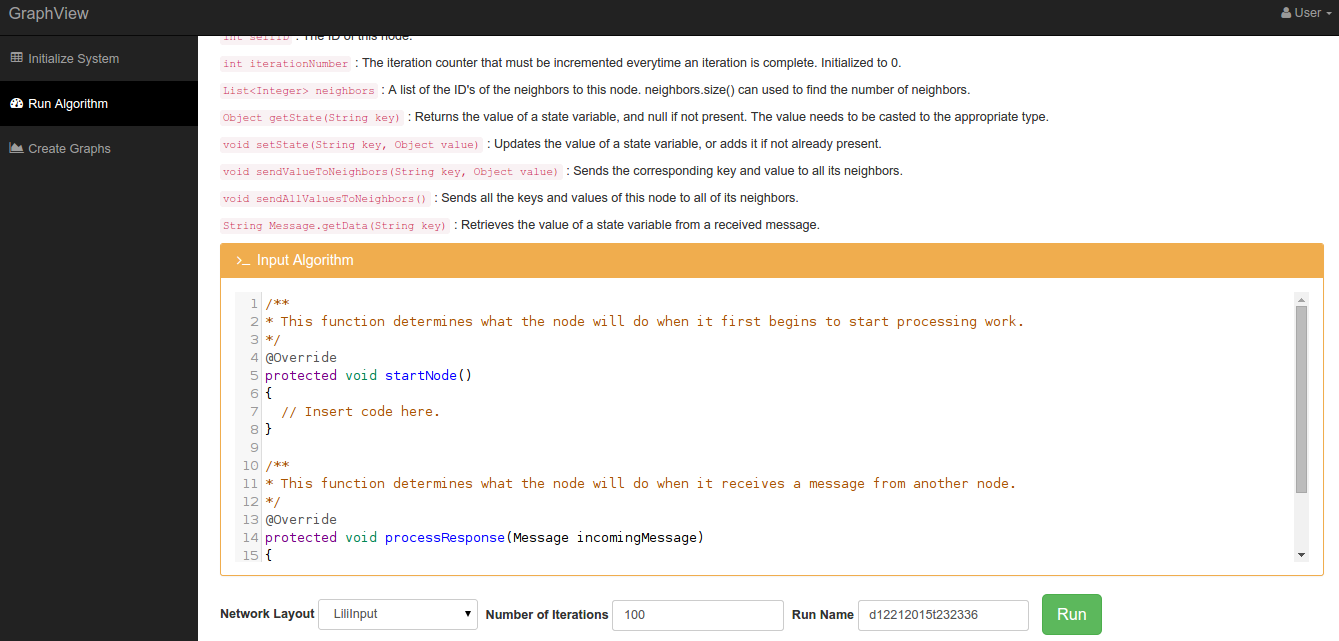 GraphView
User
Initialize System
Run Algorithm
Create Graphs
int selfID : The ID of this node.
int iterationNumber : The iteration counter that must be incremented everytime an iteration is complete. Initialized to 0.
List<Integer> neighbors : A list of the ID's of the neighbors to this node. neighbors.size() can used to find the number of neighbors.
Object getState(String key) : Returns the value of a state variable, and null if not present. The value needs to be casted to the appropriate type.
void setState(String key, Object value) : Updates the value of a state variable, or adds it if not already present.
void sendValueToNeighbors(String key, Object value) : Sends the corresponding key and value to all its neighbors.
void sendAllValuesToNeighbors() : Sends all the keys and values of this node to all of its neighbors.
String Message.getData(String key) : Retrieves the value of a state variable from a received message.
>_ Input Algorithm
1 /**
2 * This function determines what the node will do when it first begins to start processing work.
3 */
4 @Override
5 protected void startNode()
6 {
7 // Insert code here.
8 }
9
10 /**
11 * This function determines what the node will do when it receives a message from another node.
12 */
13 @Override
14 protected void processResponse(Message incomingMessage)
15 {
Network Layout LiliInput Number of Iterations 100 Run Name d12212015t232336 Run